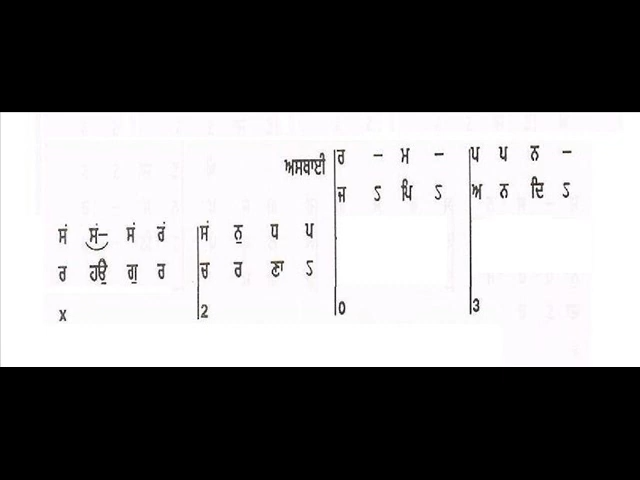 ਅਸਥਾਈ ਰ – ਮ – ਪ ਪ ਨ –
ਜ ਽ ਪਿ ਽ ਅ ਨ ਦਿ ਽
ਸਂ ਸਂ– ਸਂ ਰਂ ਸਂ ਨੁ ਧ ਪ
ਰ ਹਉੁ ਗੁ ਰ ਚ ਰ ਣਾ ਽
x 2 0 3